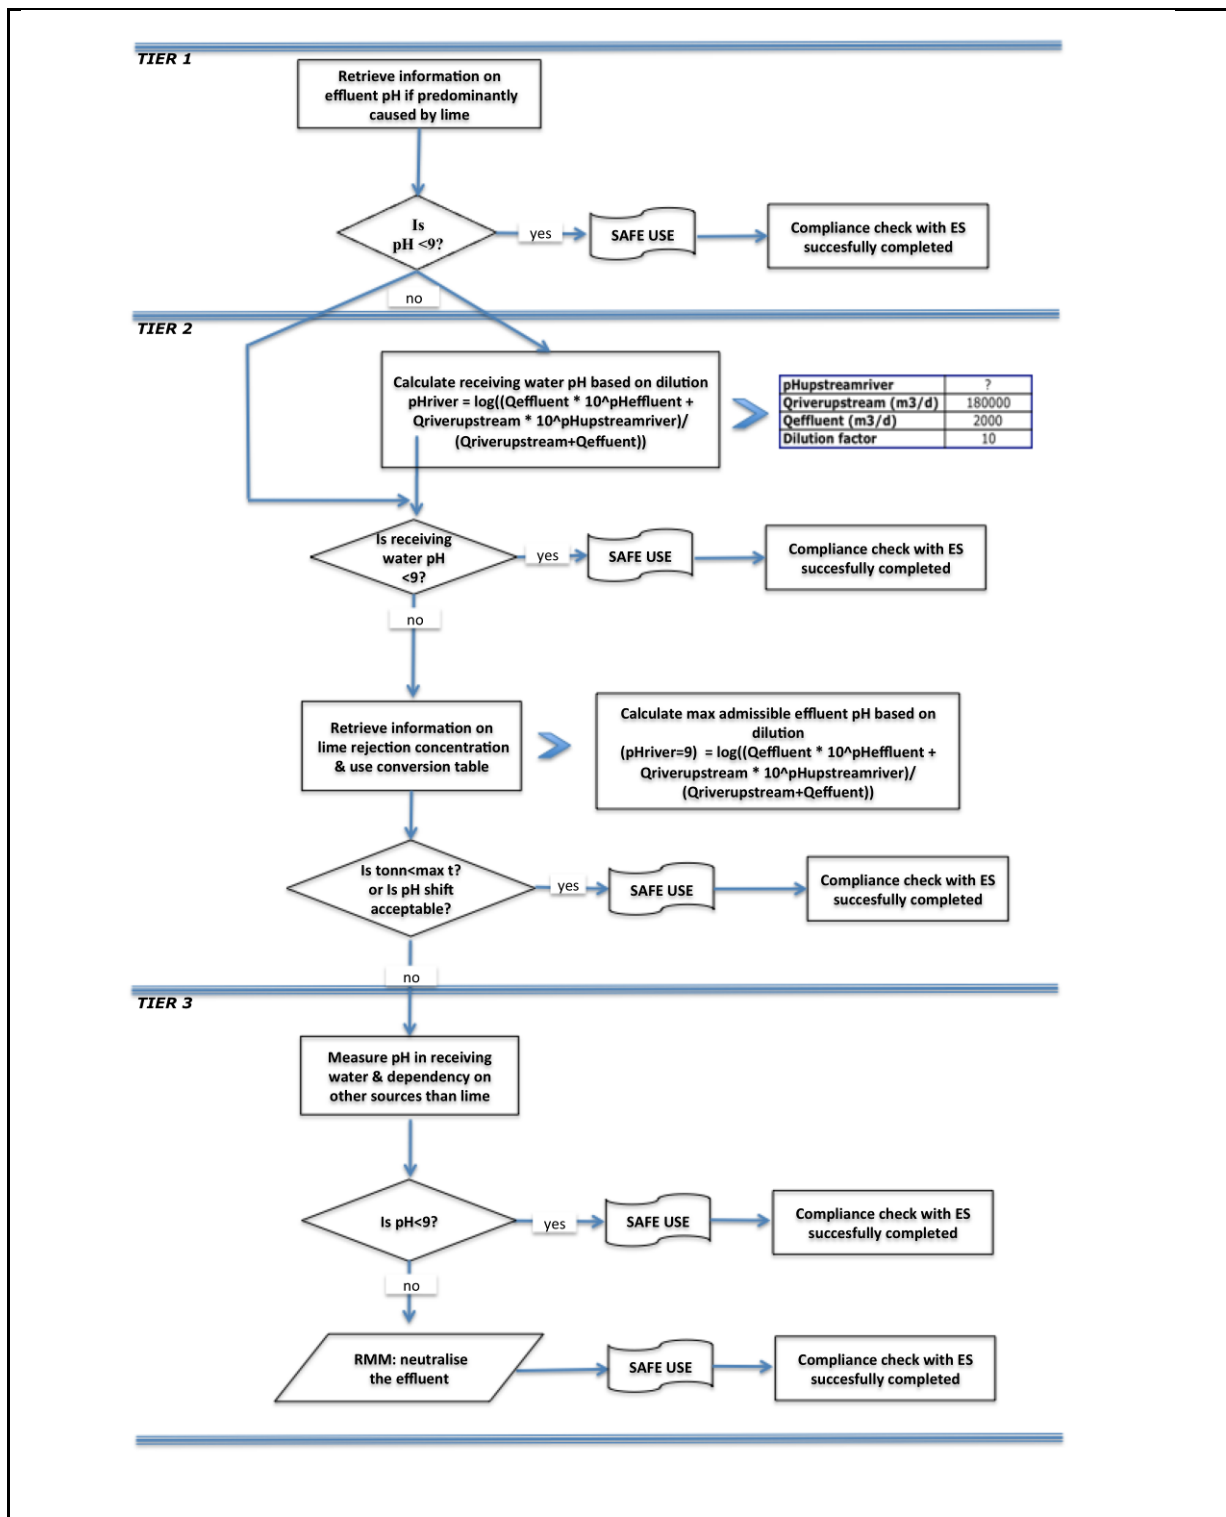 TIER 1
Retrieve information on
effluent pH if predominantly
caused by lime
Is
pH <9?
yes
SAFE USE
Compliance check with ES
succesfully completed
no
TIER 2
Calculate receiving water pH based on dilution
pHriver = log((Qeffluent * 10^pHeffluent +
Qriverupstream * 10^pHupstreamriver)/
(Qriverupstream+Qeffuent))
pHupstreamriver ?
Qriverupstream (m3/d) 180000
Qeffluent (m3/d) 2000
Dilution factor 10
Is receiving
water pH
<9?
yes
SAFE USE
Compliance check with ES
succesfully completed
no
Retrieve information on
lime rejection concentration
& use conversion table
Calculate max admissible effluent pH based on
dilution
(pHriver=9) = log((Qeffluent * 10^pHeffluent +
Qriverupstream * 10^pHupstreamriver)/
(Qriverupstream+Qeffuent))
Is tonn<max t?
or Is pH shift
acceptable?
yes
SAFE USE
Compliance check with ES
succesfully completed
no
TIER 3
Measure pH in receiving
water & dependency on
other sources than lime
Is pH<9?
yes
SAFE USE
Compliance check with ES
succesfully completed
no
RMM: neutralise
the effluent
SAFE USE
Compliance check with ES
succesfully completed